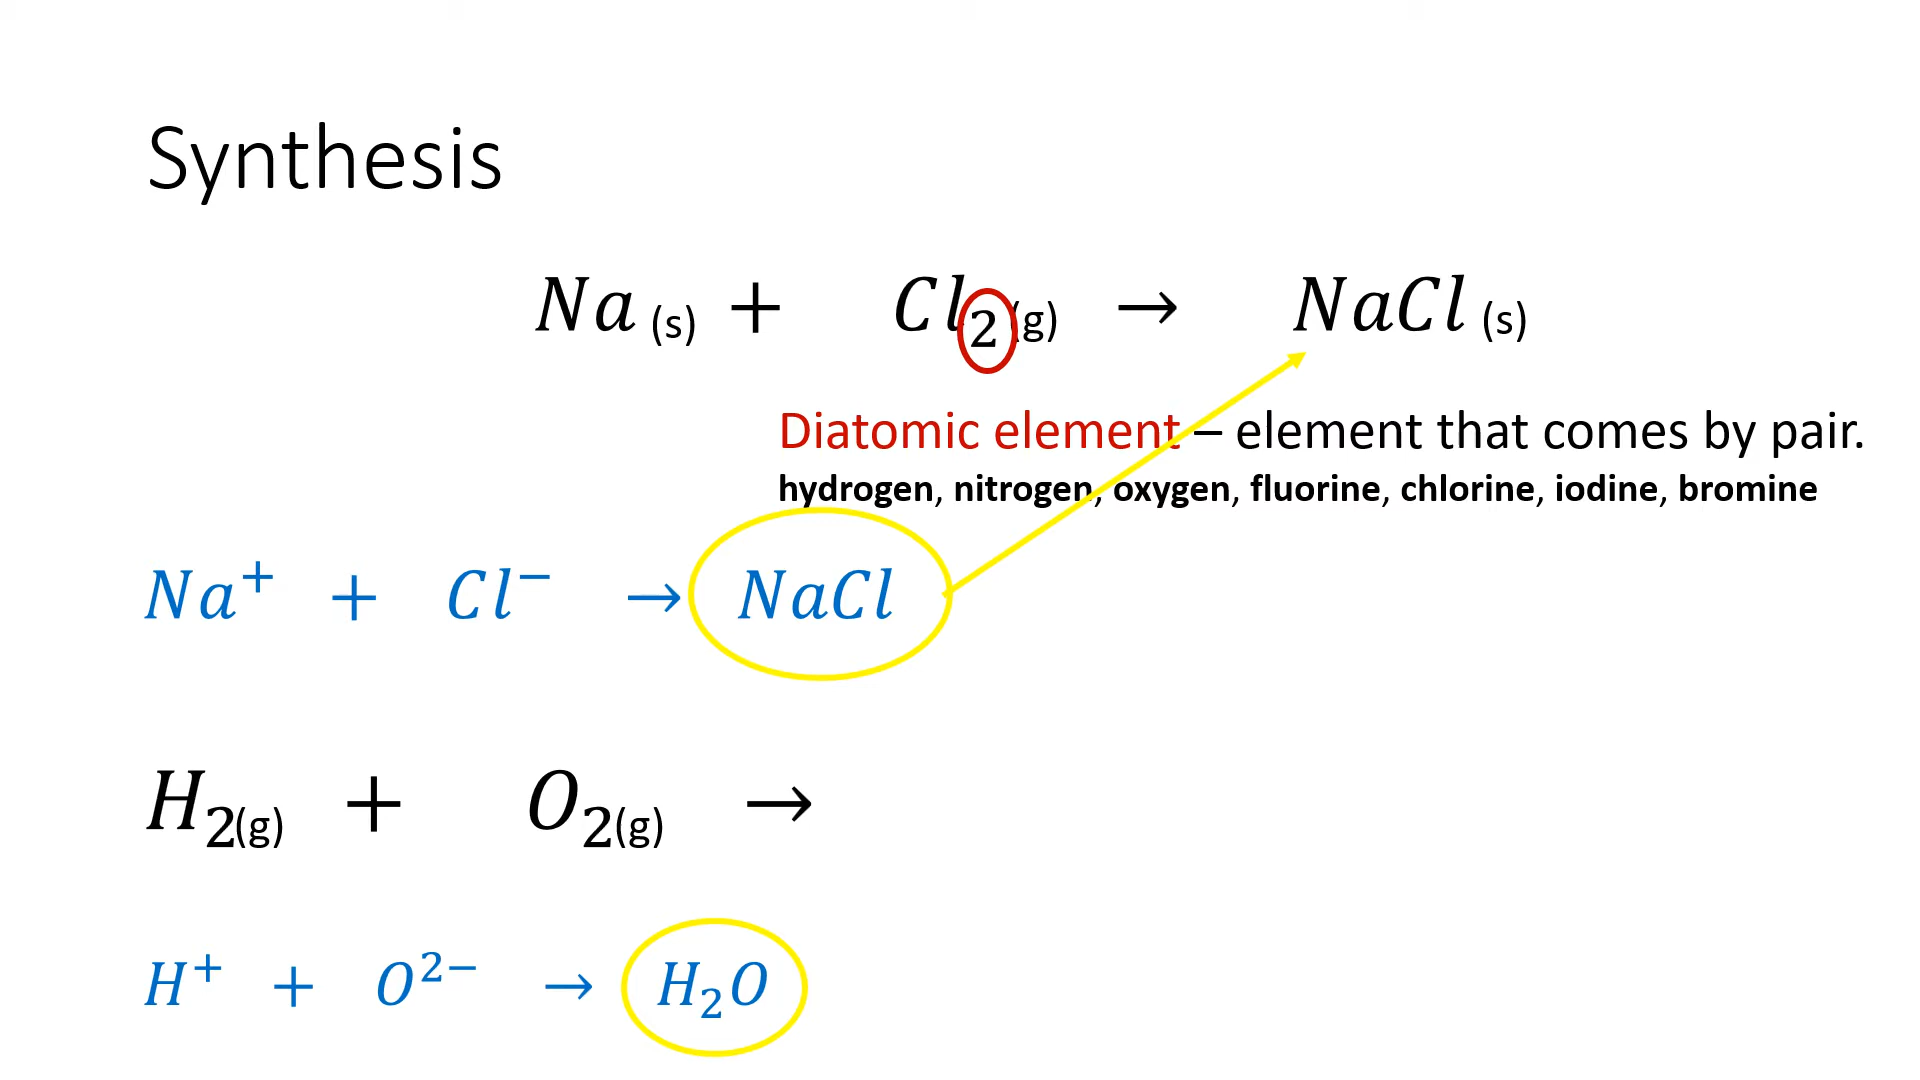 Synthesis
Na (s) + Cl₂(g) → NaCl (s)
Diatomic element – element that comes by pair.
hydrogen, nitrogen, oxygen, fluorine, chlorine, iodine, bromine
Na⁺ + Cl⁻ → NaCl
H₂(g) + O₂(g) →
H⁺ + O²⁻ → H₂O